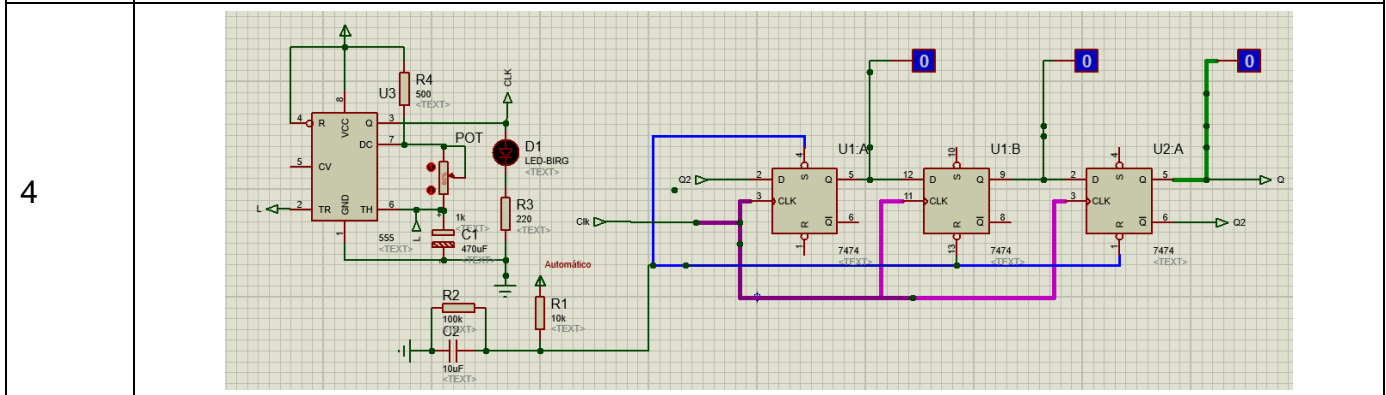 4
U3
R4
500
<TEXT>
CLK
4
R
8
VCC
Q
3
DC
7
5
CV
2
TR
GND
1
TH
6
L
555
<TEXT>
POT
1k
<TEXT>
L
C1
470uF
<TEXT>
D1
LED-BIRG
<TEXT>
R3
220
<TEXT>
Automático
R1
10k
<TEXT>
R2
100k
<TEXT>
C2
10uF
<TEXT>
0
0
0
U1:A
Q2
Clk
2
D
4
S
Q
5
3
CLK
Q
6
R
1
7474
<TEXT>
U1:B
12
D
10
S
Q
9
11
CLK
Q
8
R
13
7474
<TEXT>
U2:A
2
D
4
S
Q
5
3
CLK
Q
6
R
1
7474
<TEXT>
Q
Q2